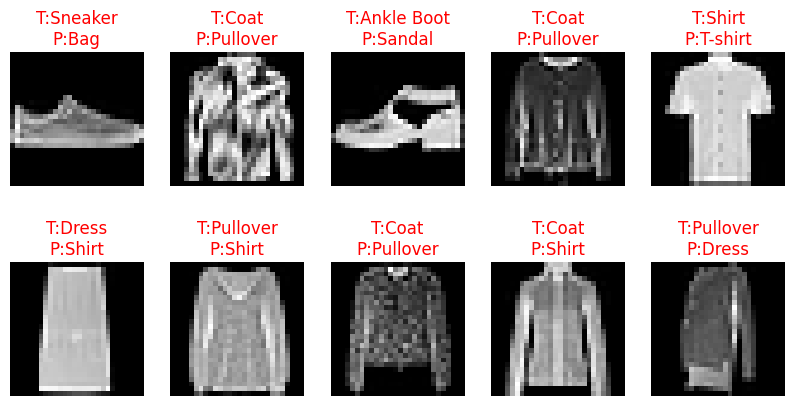 T:Sneaker
P:Bag
T:Coat
P:Pullover
T:Ankle Boot
P:Sandal
T:Coat
P:Pullover
T:Shirt
P:T-shirt
T:Dress
P:Shirt
T:Pullover
P:Shirt
T:Coat
P:Pullover
T:Coat
P:Shirt
T:Pullover
P:Dress